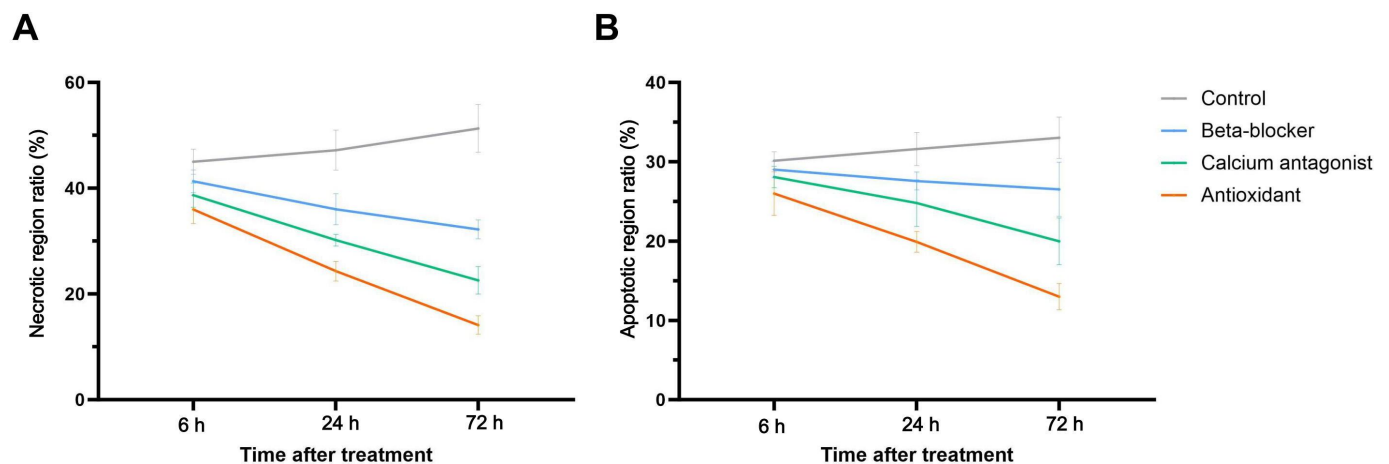 A
Necrotic region ratio (%)
60
40
20
0
6 h
24 h
72 h
Time after treatment
B
Apoptotic region ratio (%)
40
30
20
10
0
6 h
24 h
72 h
Time after treatment
Control
Beta-blocker
Calcium antagonist
Antioxidant